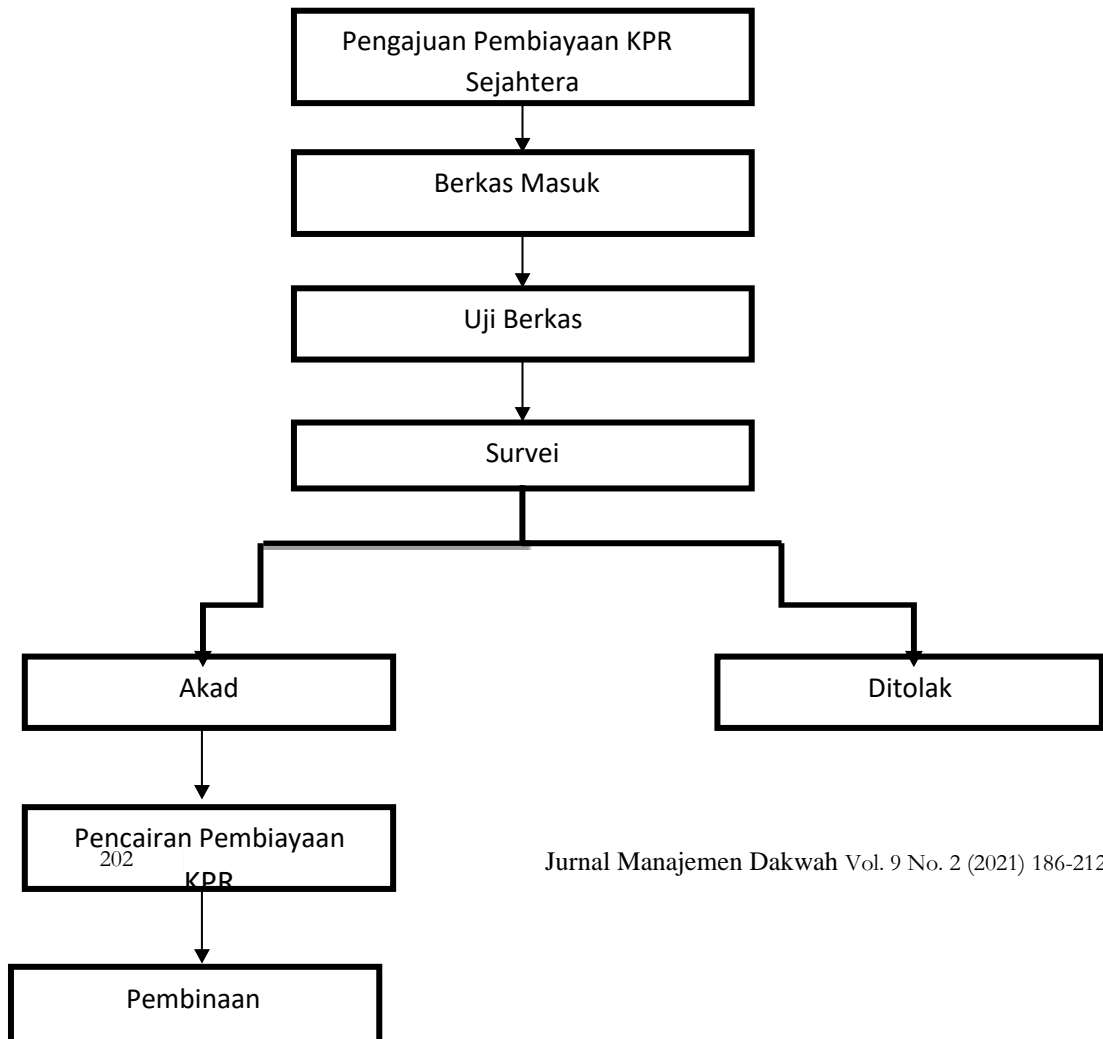 Pengajuan Pembiayaan KPR
Sejahtera
Berkas Masuk
Uji Berkas
Survei
Akad
Ditolak
Pencairan Pembiayaan
KPR
202
Jurnal Manajemen Dakwah Vol. 9 No. 2 (2021) 186-212
Pembinaan